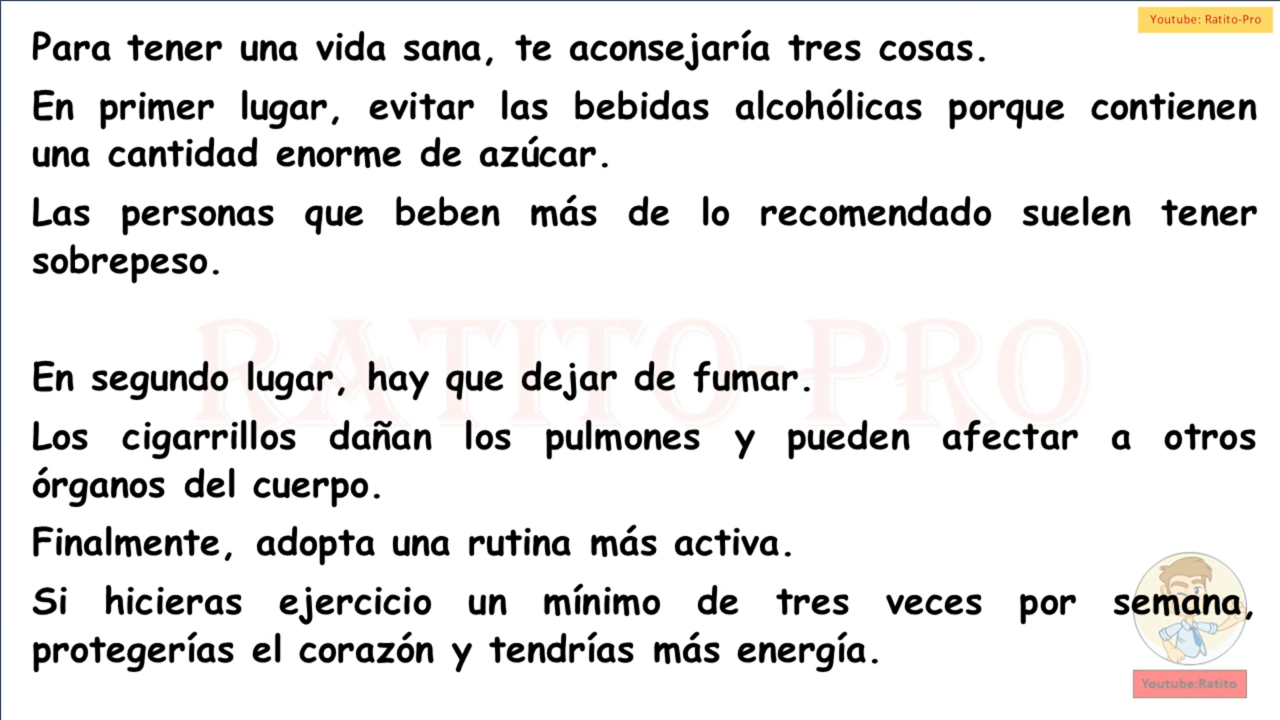 Youtube: Ratito-Pro
Para tener una vida sana, te aconsejaría tres cosas.
En primer lugar, evitar las bebidas alcohólicas porque contienen
una cantidad enorme de azúcar.
Las personas que beben más de lo recomendado suelen tener
sobrepeso.
RATITO-PRO
En segundo lugar, hay que dejar de fumar.
Los cigarrillos dañan los pulmones y pueden afectar a otros
órganos del cuerpo.
Finalmente, adopta una rutina más activa.
Si hicieras ejercicio un mínimo de tres veces por semana,
protegerías el corazón y tendrías más energía.
Youtube:Ratito